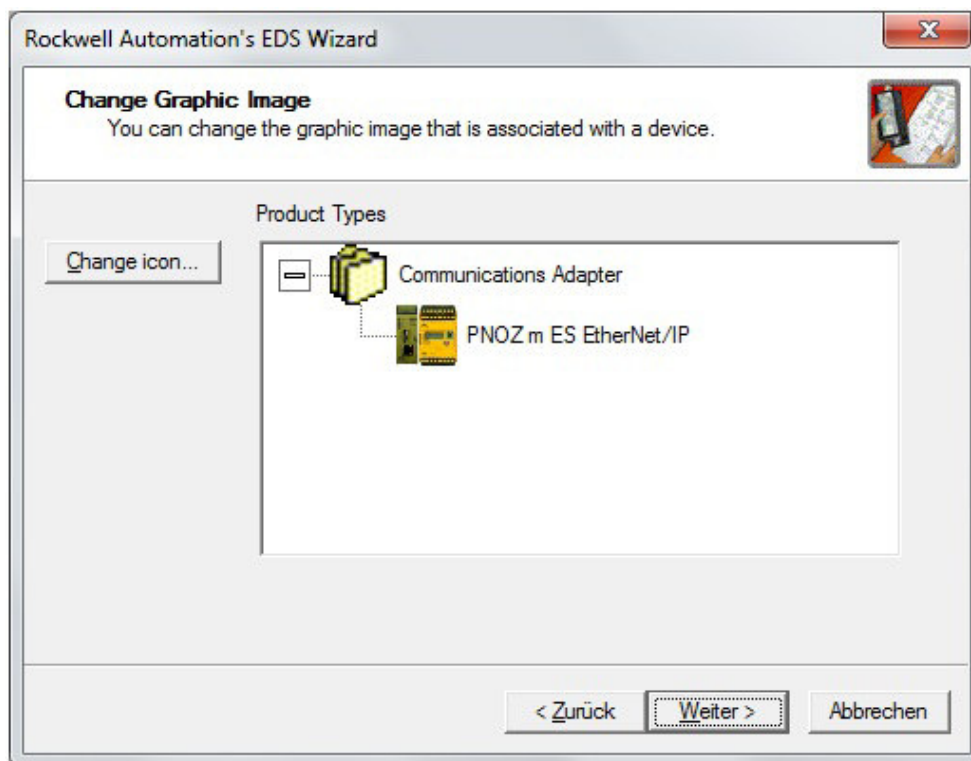 Rockwell Automation's EDS Wizard
Change Graphic Image
You can change the graphic image that is associated with a device.
Product Types
Change icon...
Communications Adapter
PNOZ m ES EtherNet/IP
< Zurück
Weiter >
Abbrechen